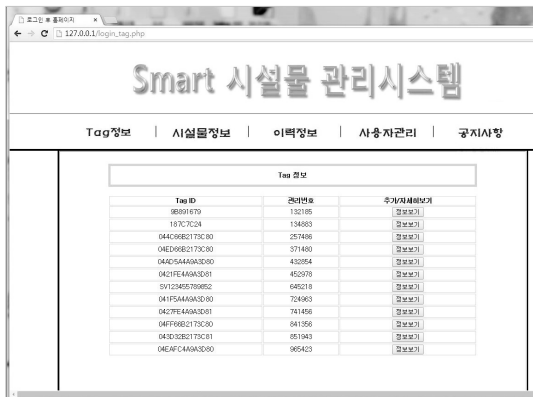 로그인 후 홈페이지
127.0.0.1/login_tag.php
Smart 시설물 관리시스템
Tag정보 | 시설물정보 | 이력정보 | 사용자관리 | 공지사항
Tag 정보
Tag ID 관리번호 추가/자세히보기
9B891679 132185 정보보기
187C7C24 134883 정보보기
044C66B2173C80 257486 정보보기
04ED66B2173C80 371480 정보보기
04AD5A4A9A3D80 432854 정보보기
0421FE4A9A3D81 452978 정보보기
SV123455789852 645218 정보보기
041F5A4A9A3D80 724963 정보보기
0427FE4A9A3D81 741456 정보보기
04FF66B2173C80 841356 정보보기
043D32B2173C81 851943 정보보기
04EAFC4A9A3D80 965423 정보보기